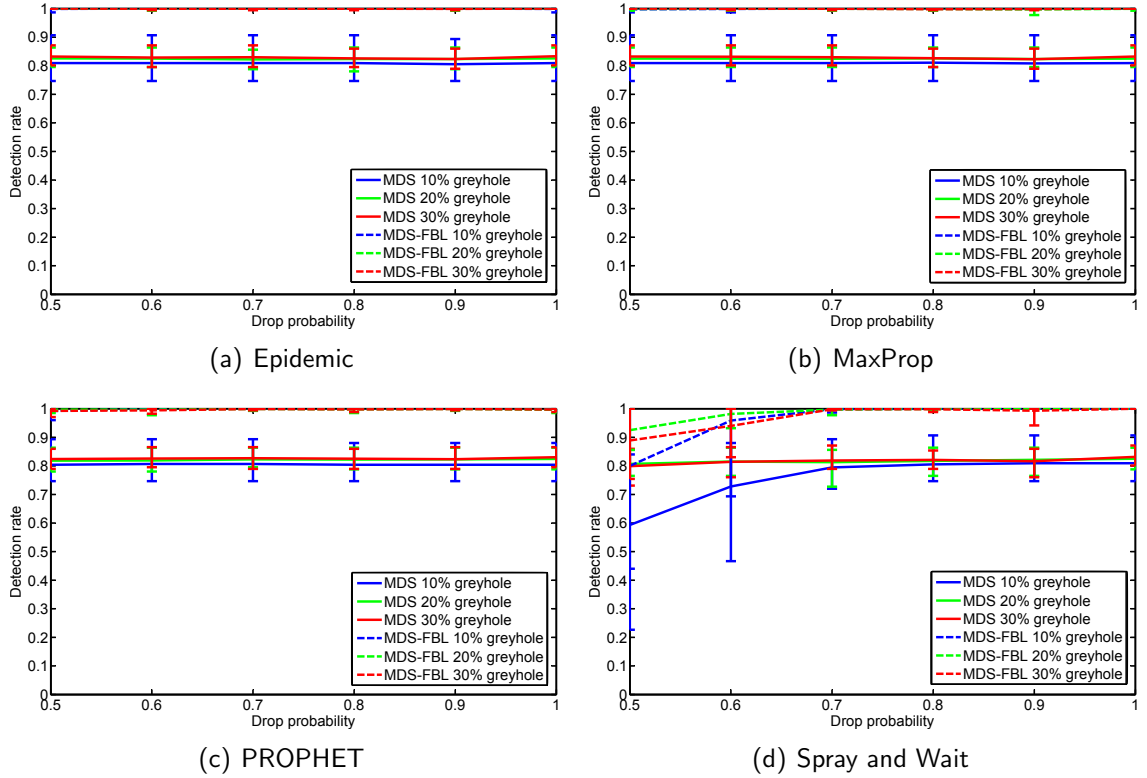 1
0.9
0.8
0.7
0.6
0.5
0.4
0.3
0.2
0.1
0
Detection rate
MDS 10% greyhole
MDS 20% greyhole
MDS 30% greyhole
MDS-FBL 10% greyhole
MDS-FBL 20% greyhole
MDS-FBL 30% greyhole
0.5 0.6 0.7 0.8 0.9 1
Drop probability
(a) Epidemic
1
0.9
0.8
0.7
0.6
0.5
0.4
0.3
0.2
0.1
0
Detection rate
MDS 10% greyhole
MDS 20% greyhole
MDS 30% greyhole
MDS-FBL 10% greyhole
MDS-FBL 20% greyhole
MDS-FBL 30% greyhole
0.5 0.6 0.7 0.8 0.9 1
Drop probability
(b) MaxProp
1
0.9
0.8
0.7
0.6
0.5
0.4
0.3
0.2
0.1
0
Detection rate
MDS 10% greyhole
MDS 20% greyhole
MDS 30% greyhole
MDS-FBL 10% greyhole
MDS-FBL 20% greyhole
MDS-FBL 30% greyhole
0.5 0.6 0.7 0.8 0.9 1
Drop probability
(c) PROPHET
1
0.9
0.8
0.7
0.6
0.5
0.4
0.3
0.2
0.1
0
Detection rate
MDS 10% greyhole
MDS 20% greyhole
MDS 30% greyhole
MDS-FBL 10% greyhole
MDS-FBL 20% greyhole
MDS-FBL 30% greyhole
0.5 0.6 0.7 0.8 0.9 1
Drop probability
(d) Spray and Wait